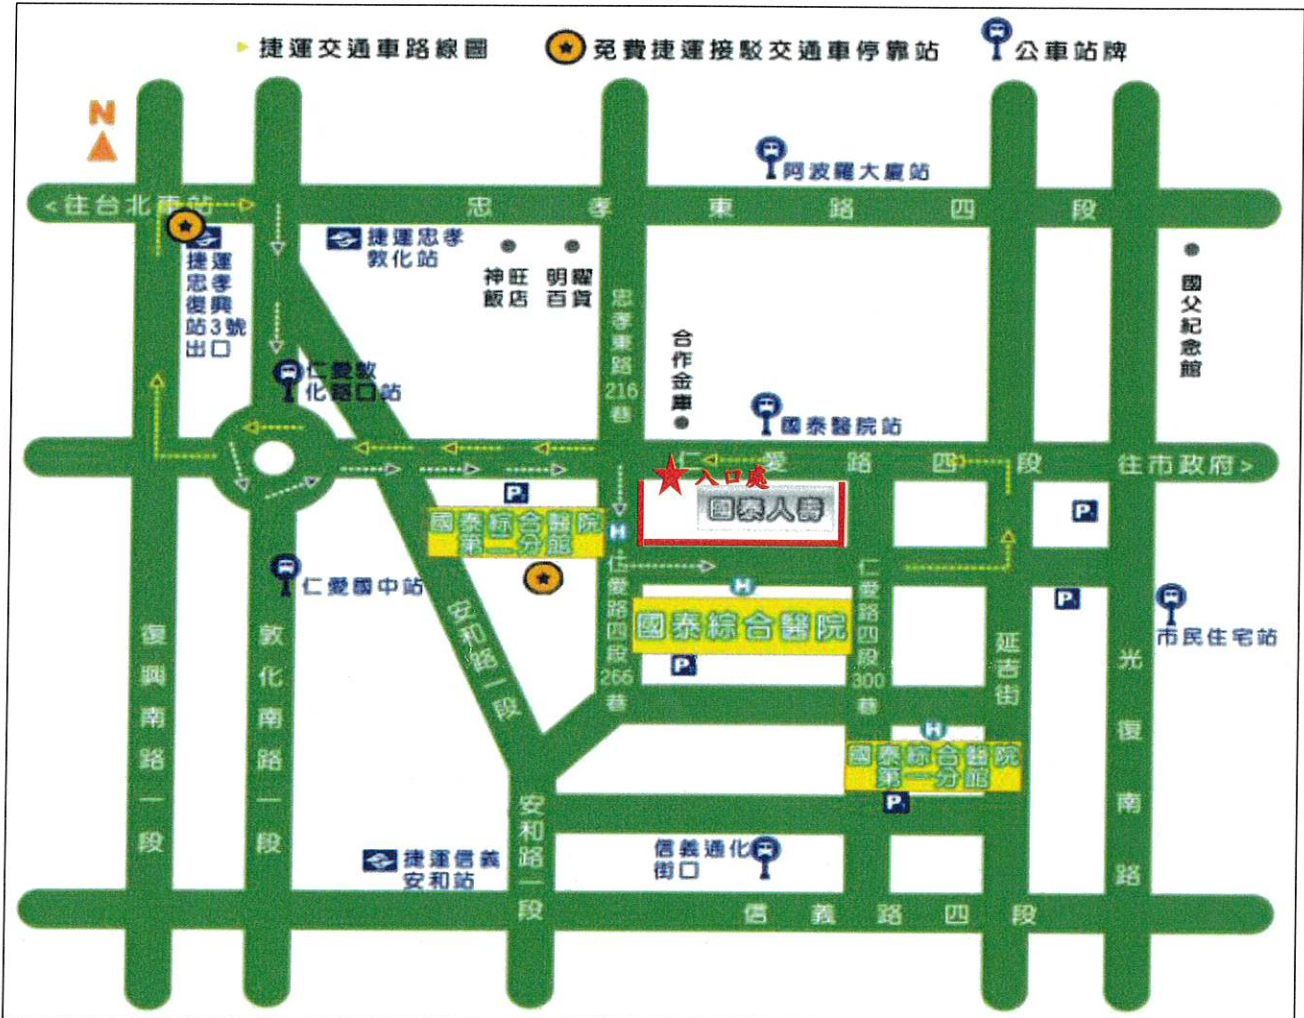 捷運交通車路線圖
免費捷運接駁交通車停靠站
公車站牌
N
阿波羅大廈站
<往台北車站
忠孝東路四段
捷運
忠孝
復興
站3號
出口
捷運忠孝
敦化站
神旺
飯店
明曜
百貨
忠孝東路216巷
合作金庫
國父紀念館
仁愛敦
化路口站
國泰醫院站
仁愛路四段
往市政府>
入口處
國泰人壽
P
國泰綜合醫院
第二分館
H
P
仁愛國中站
仁愛路四段266巷
H
國泰綜合醫院
P
仁愛路四段300巷
P
市民住宅站
復興南路一段
敦化南路一段
安和路一段
延吉街
光復南路
H
國泰綜合醫院
第一分館
P
安和路一段
捷運信義
安和站
信義通化
街口
信義路四段